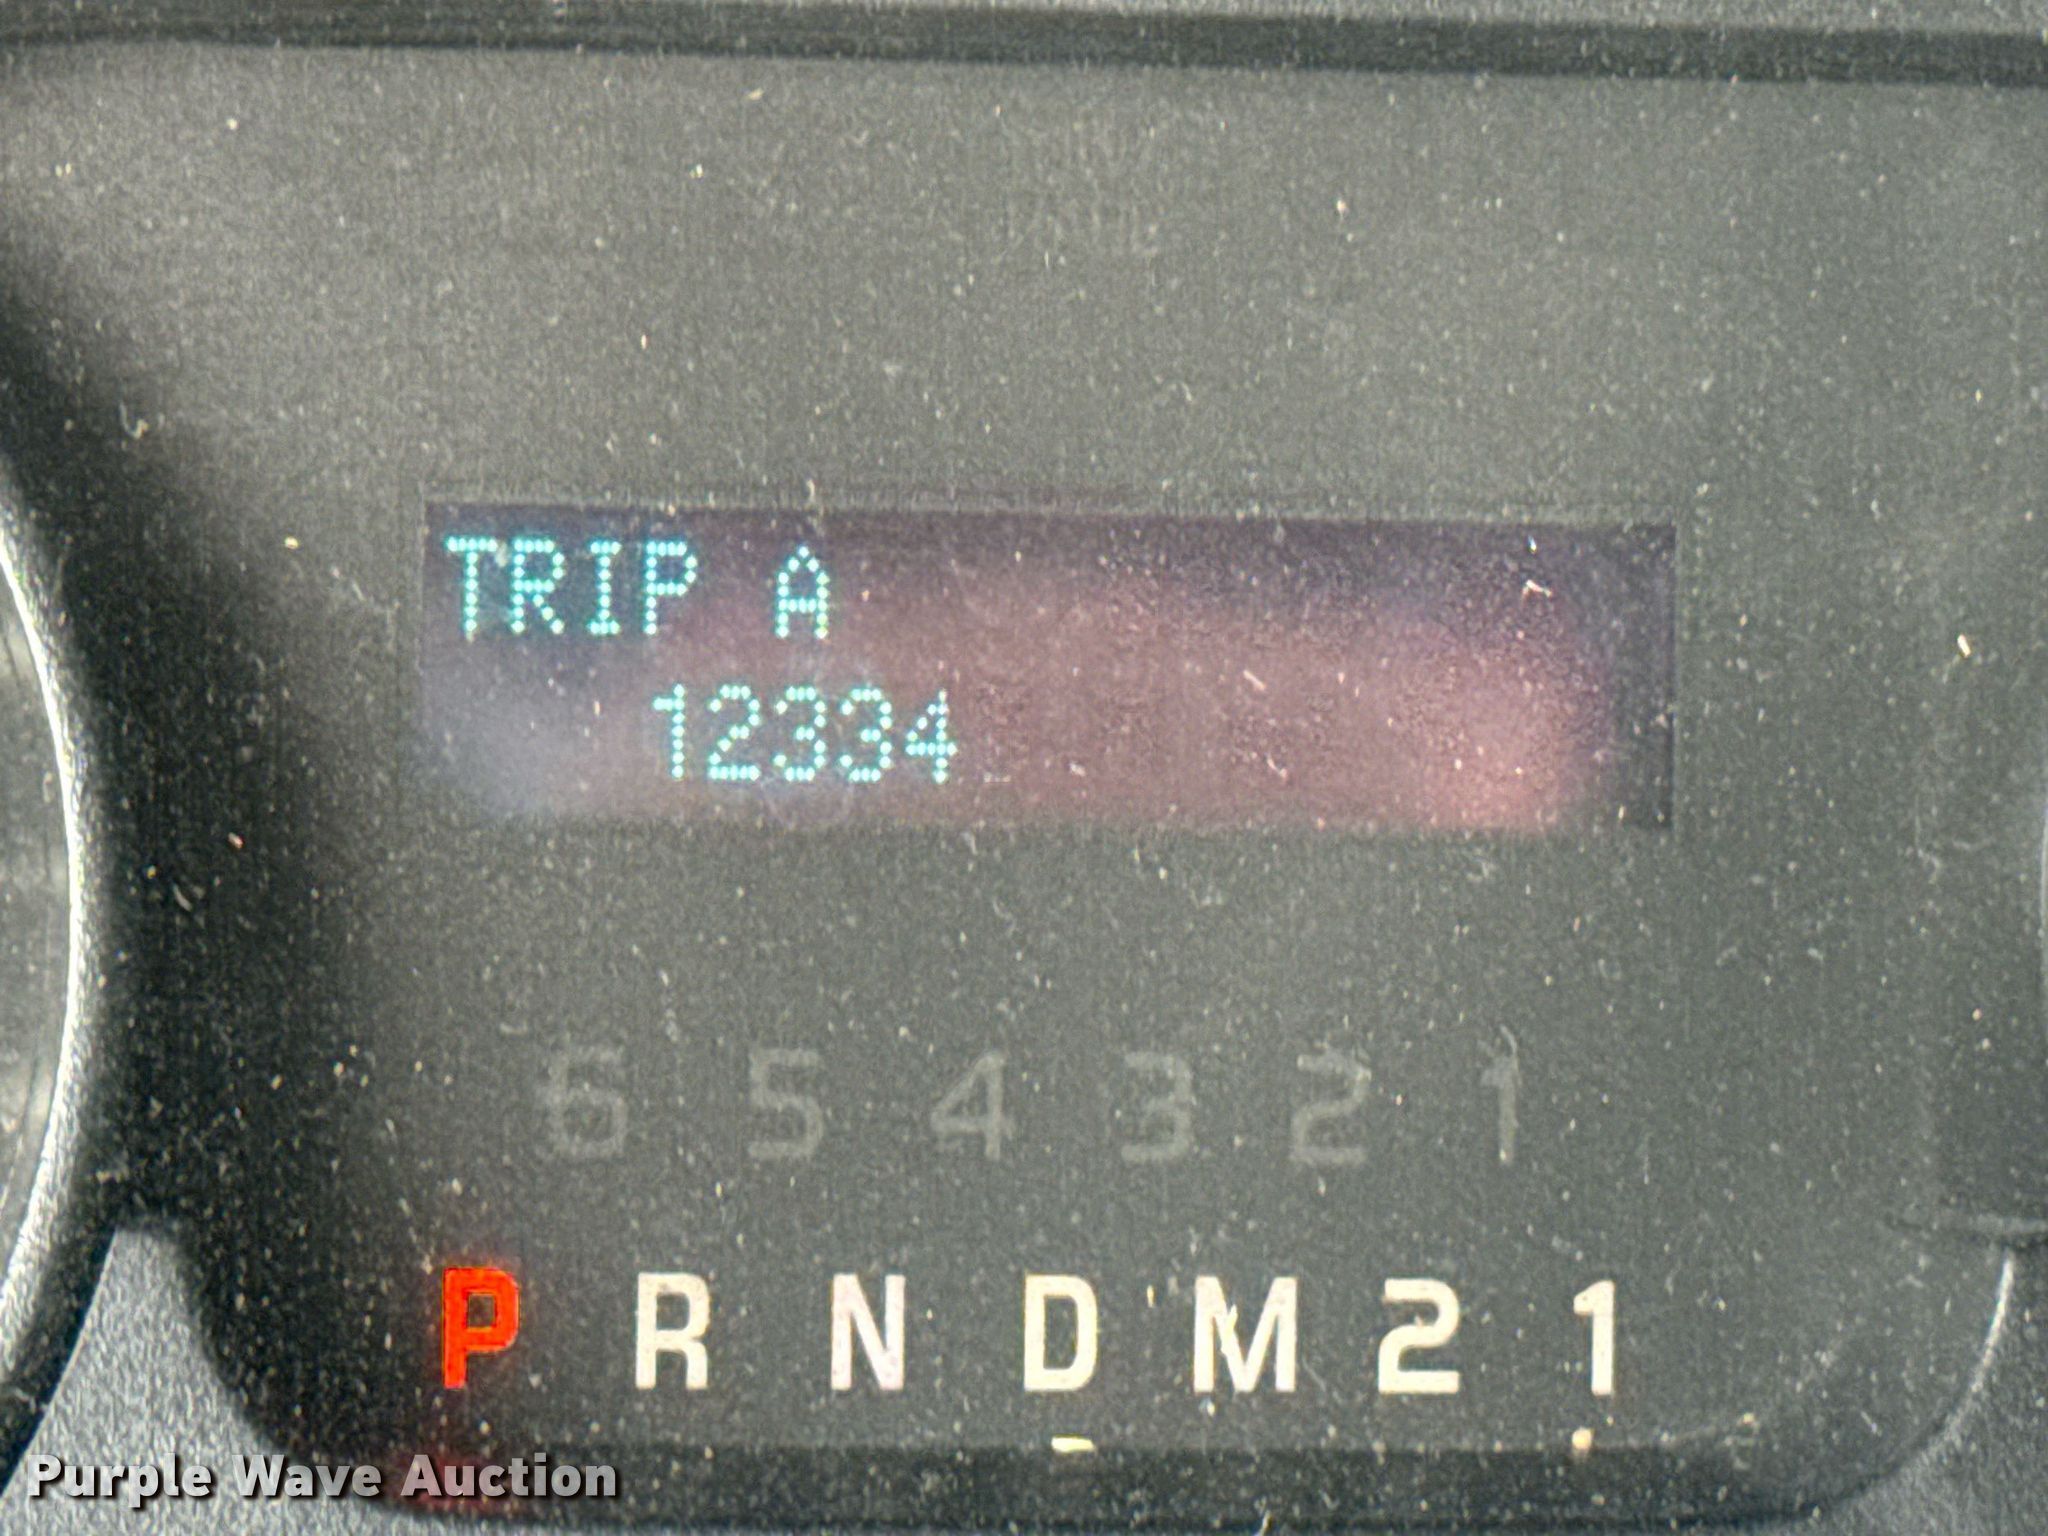 TRIP A
12334
6 5 4 3 2 1
P R N D M 2 1
Purple Wave Auction